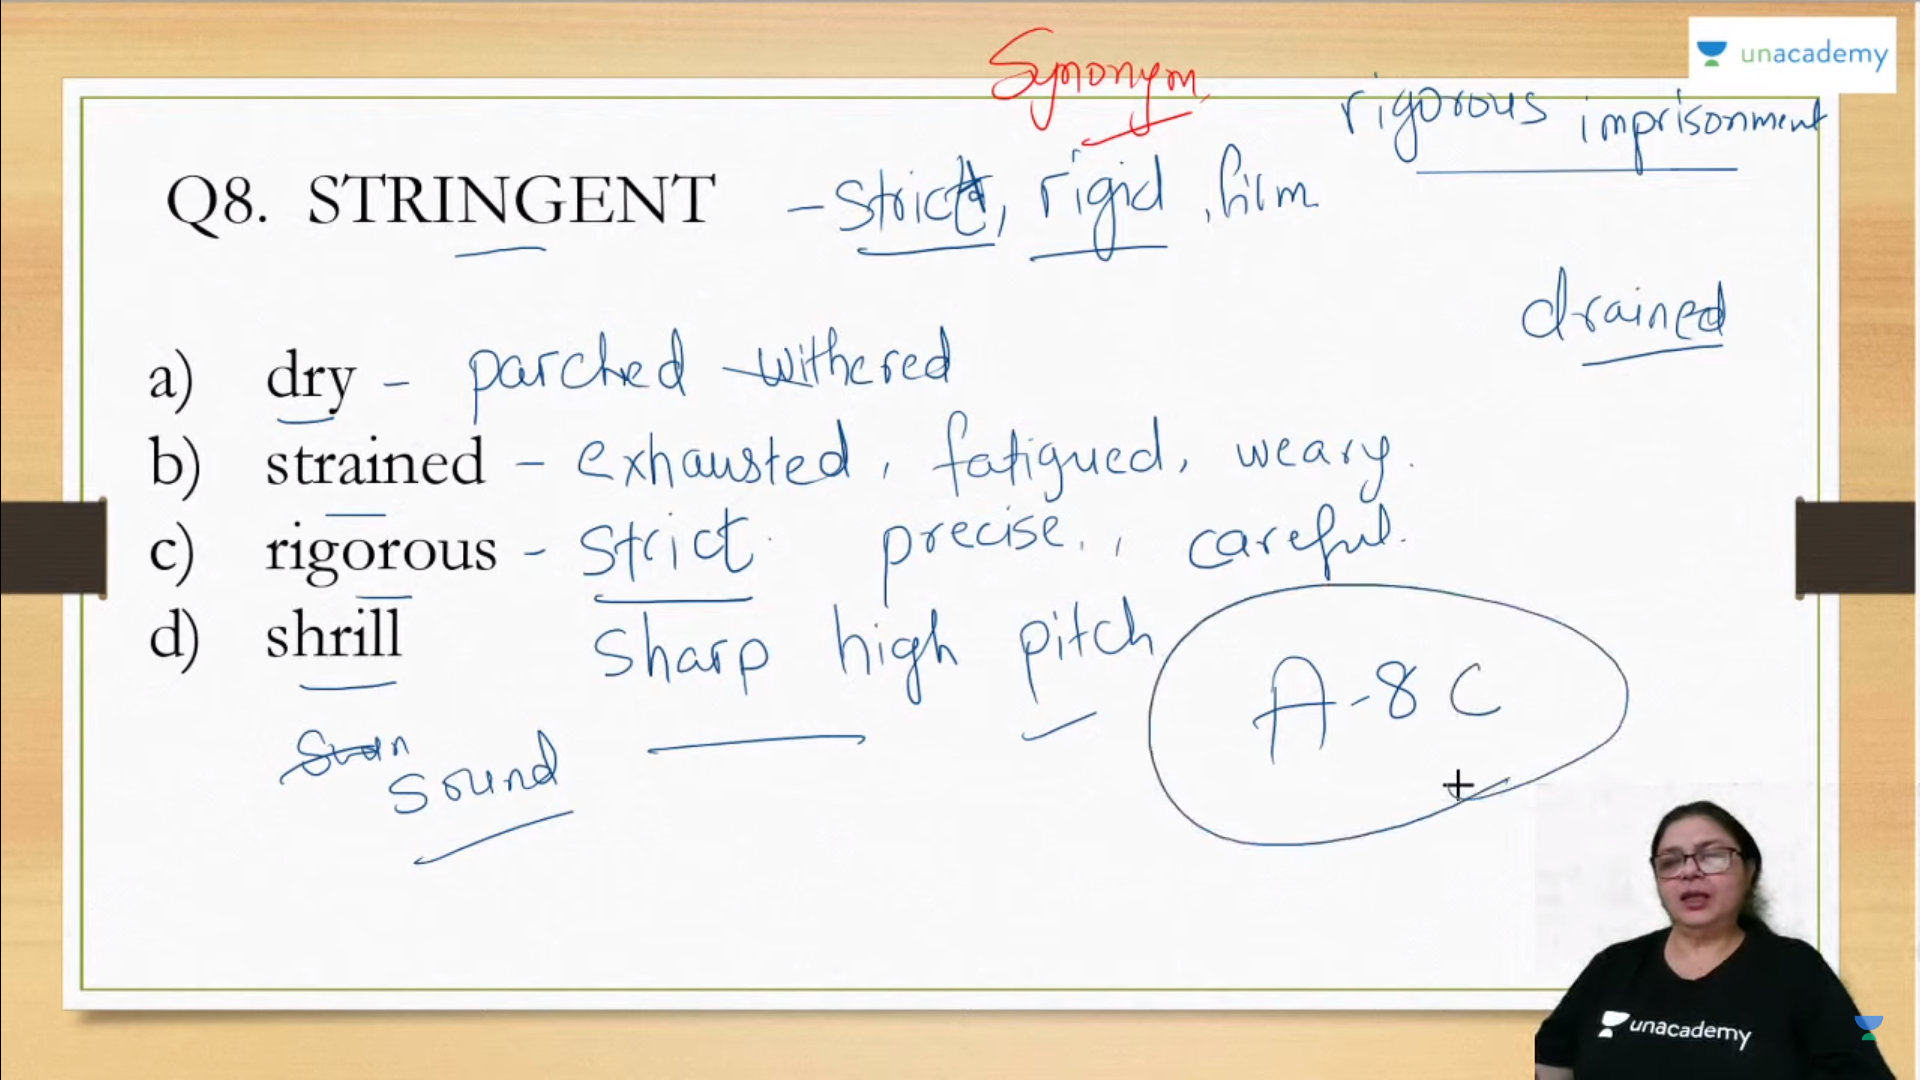 unacademy
Synonym
rigorous imprisonment
Q8. STRINGENT - strict, rigid, firm
drained
a) dry - parched withered
b) strained - exhausted, fatigued, weary.
c) rigorous - strict precise, careful.
d) shrill sharp high pitch
sound
A-8 C
unacademy